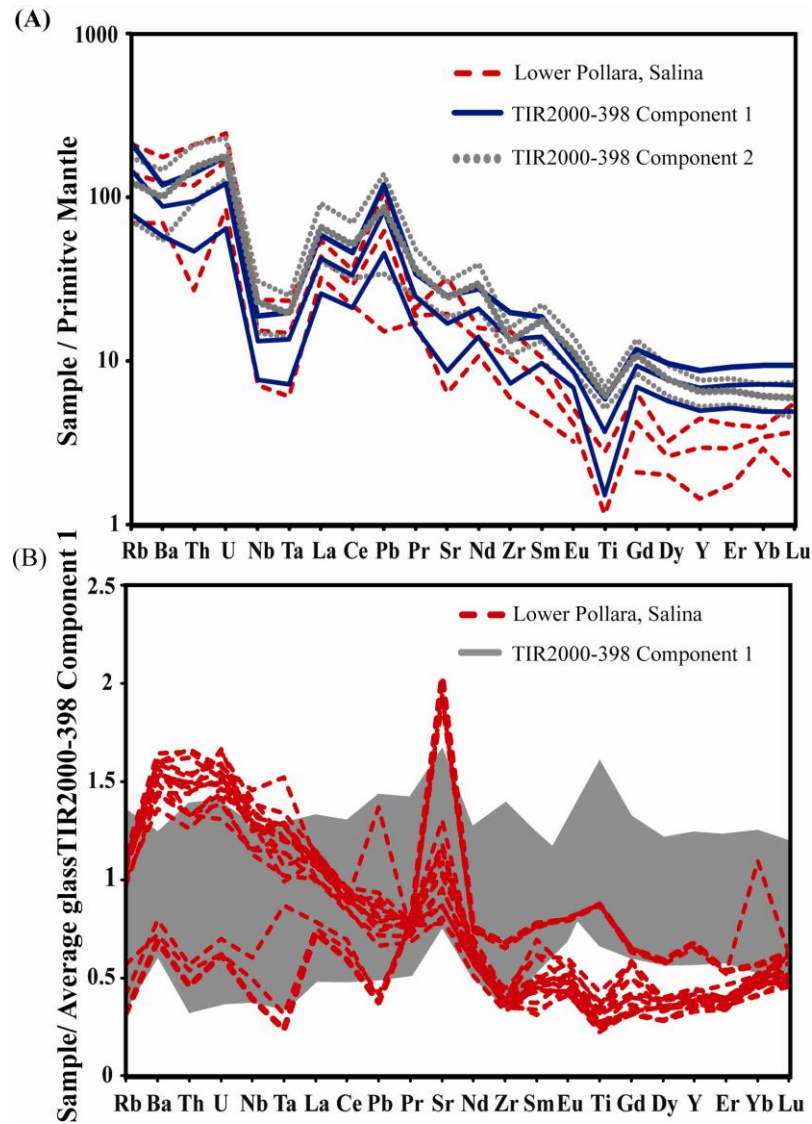 (A)
1000
100
10
1
Sample / Primitve Mantle
Lower Pollara, Salina
TIR2000-398 Component 1
TIR2000-398 Component 2
Rb Ba Th U Nb Ta La Ce Pb Pr Sr Nd Zr Sm Eu Ti Gd Dy Y Er Yb Lu
(B)
2.5
2
1.5
1
0.5
0
Sample/ Average glassTIR2000-398 Component 1
Lower Pollara, Salina
TIR2000-398 Component 1
Rb Ba Th U Nb Ta La Ce Pb Pr Sr Nd Zr Sm Eu Ti Gd Dy Y Er Yb Lu